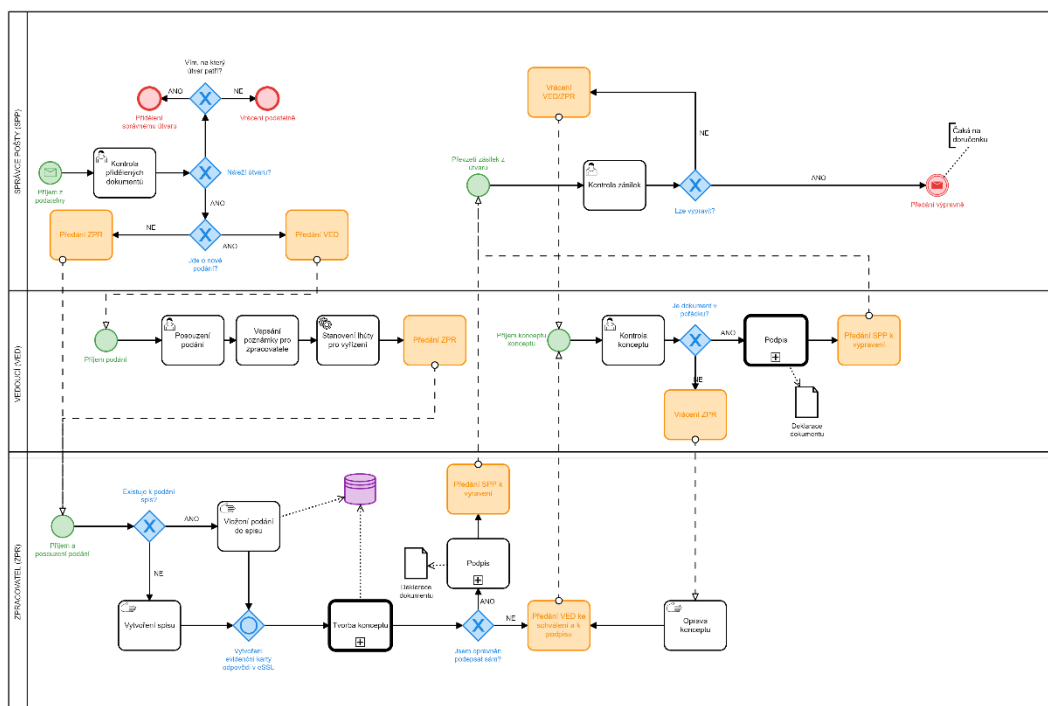 SPRÁVCE POŠTY (SPP)
Vím, na který
útvar patří?
ANO
NE
Přidělení
správnému útvaru
Vrácení podatelně
Kontrola
přidělených
dokumentů
Náleží útvaru?
Příjem z
podatelny
ANO
Předání ZPR
NE
ANO
Předání VED
Jde o nové
podání?
Vrácení
VED/ZPR
NE
Čaká na
doručenku
Převzetí zásilek z
útvaru
Kontrola zásilek
ANO
Lze vypravit?
Předání výpravně
VEDOUCÍ (VED)
Příjem podání
Posouzení
podání
Vepsání
poznámky pro
zpracovatele
Stanovení lhůty
pro vyřízení
Předání ZPR
Příjem konceptu
konceptu
Kontrola
konceptu
Je dokument v
pořádku?
ANO
Podpis
Předání SPP k
vypravení
NE
Vrácení ZPR
Deklarace
dokumentu
ZPRACOVATEL (ZPR)
Příjem a
posouzení podání
Existuje k podání
spis?
ANO
Vložení podání
do spisu
NE
Vytvoření spisu
Vytvoření
evidenční karty
odpovědi v eSSL
Tvorba konceptu
Předání SPP k
vyravení
Deklarace
dokumentu
Podpis
ANO
Jsem oprávněn
podepsat sám?
NE
Předání VED ke
schválení a k
podpisu
Oprava
konceptu